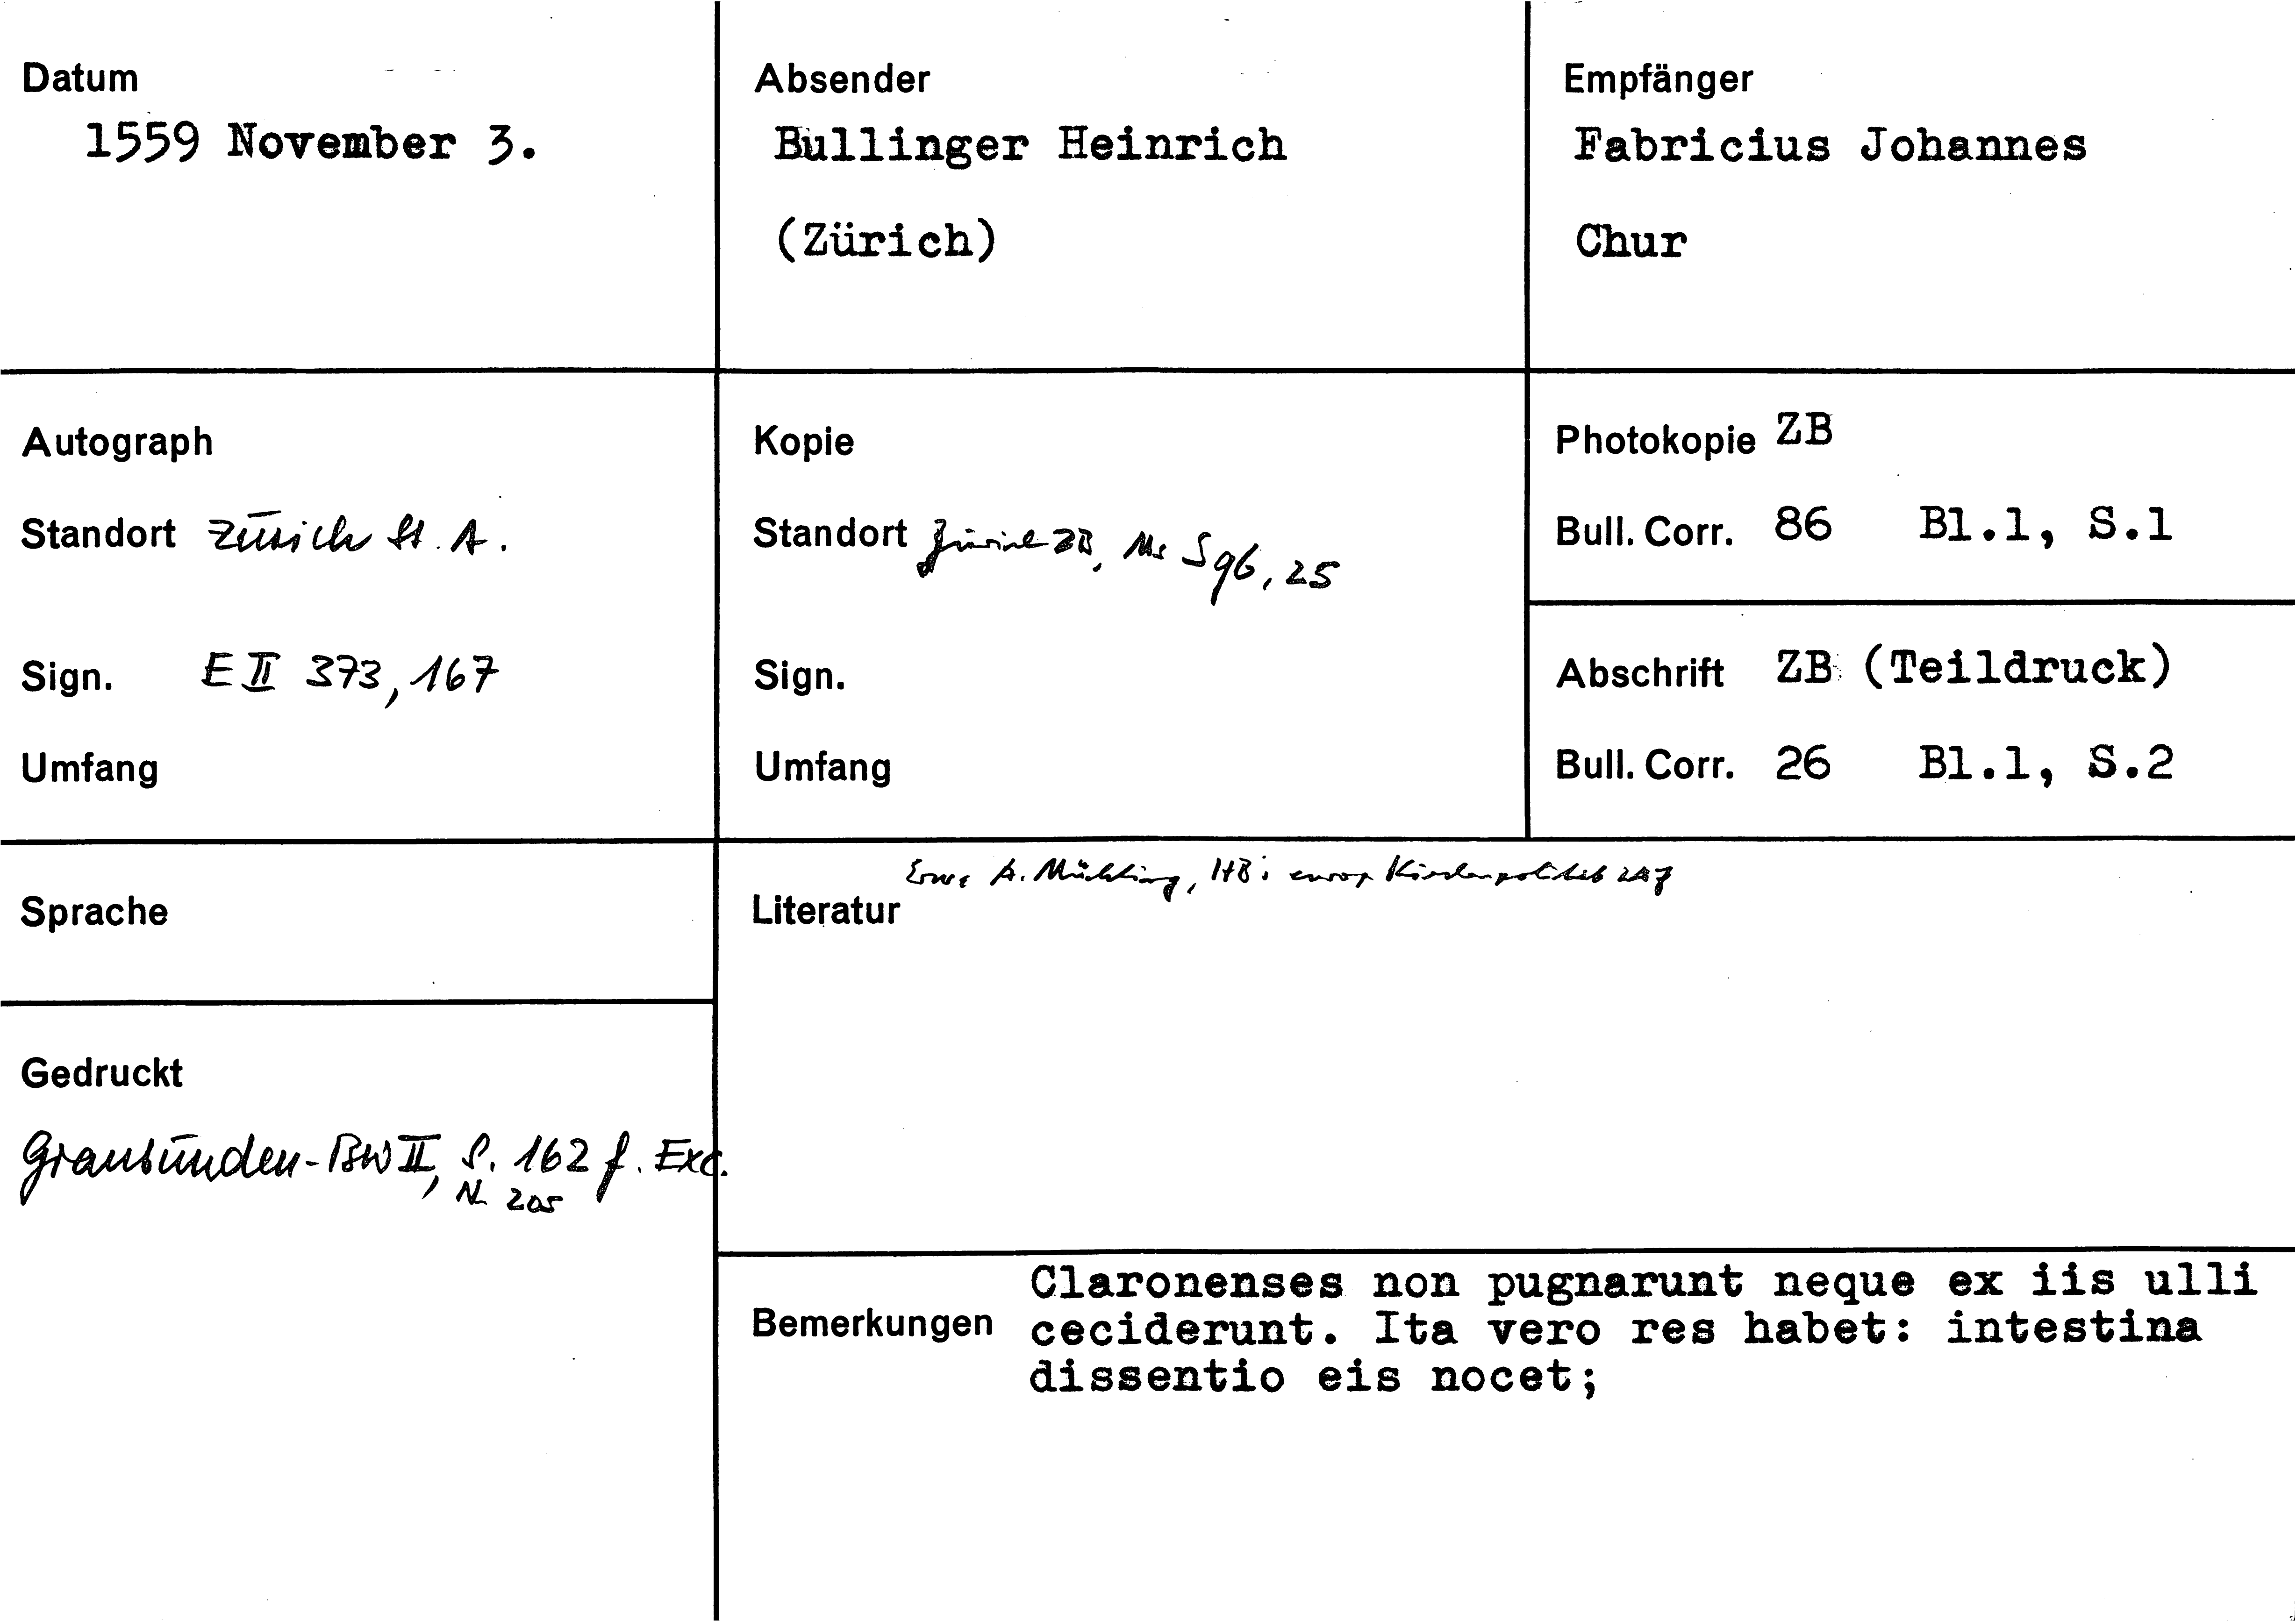 Datum
1559 November 3.
Absender
Bullinger Heinrich
(Zürich)
Empfänger
Fabricius Johannes
Chur
Autograph
Standort Zürich St. A.
Sign. E II 373, 167
Umfang
Kopie
Standort Zürich ZB, Ms S 96, 25
Sign.
Umfang
Photokopie ZB
Bull. Corr. 86 Bl.1, S.1
Abschrift ZB (Teildruck)
Bull. Corr. 26 Bl.1, S.2
Sprache
Gedruckt
Graubünden-BW II, S. 162 f. Exc.
N 205
A. Mühling, HBs europ Kirchenpolitik
Literatur
Bemerkungen
Claronenses non pugnarunt neque ex iis ulli
ceciderunt. Ita vero res habet: intestina
dissentio eis nocet;